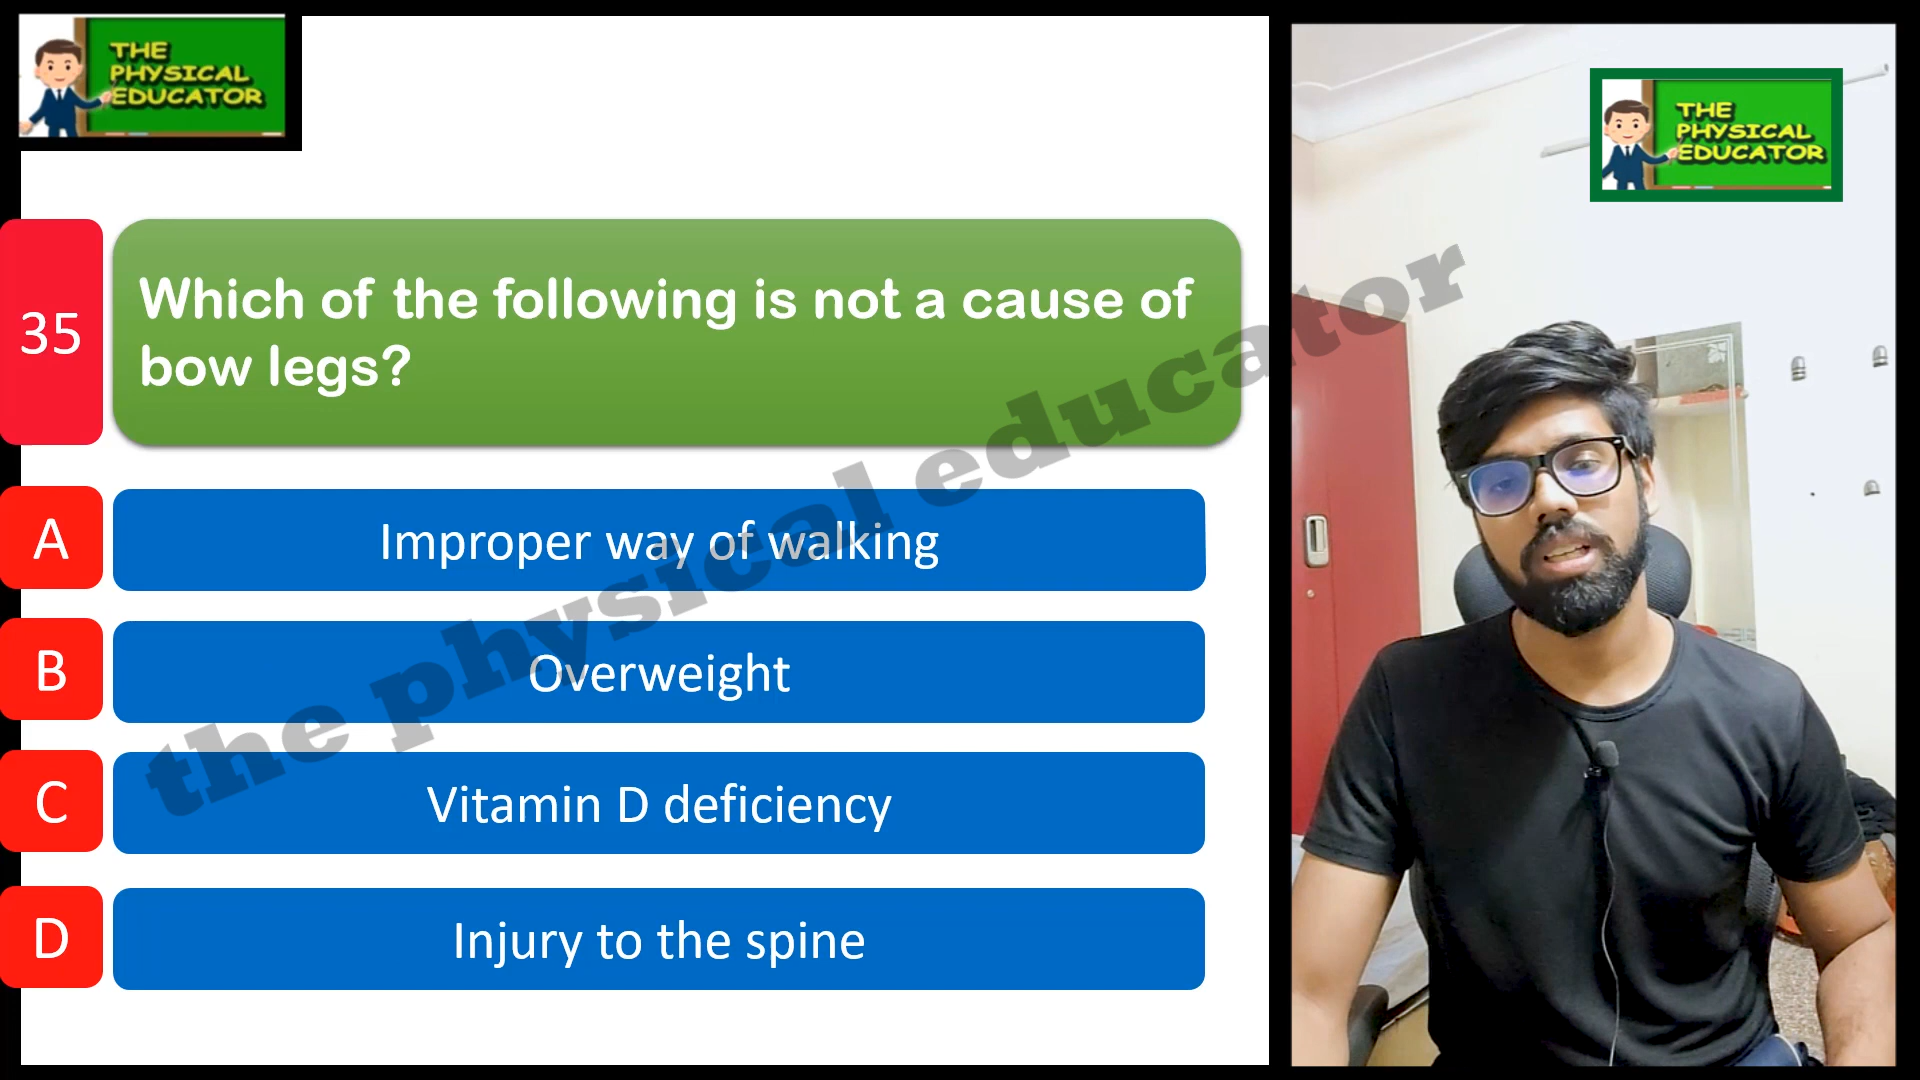 THE
PHYSICAL
EDUCATOR
THE
PHYSICAL
EDUCATOR
35
Which of the following is not a cause of
bow legs?
A
Improper way of walking
B
Overweight
C
Vitamin D deficiency
D
Injury to the spine
the physical educator